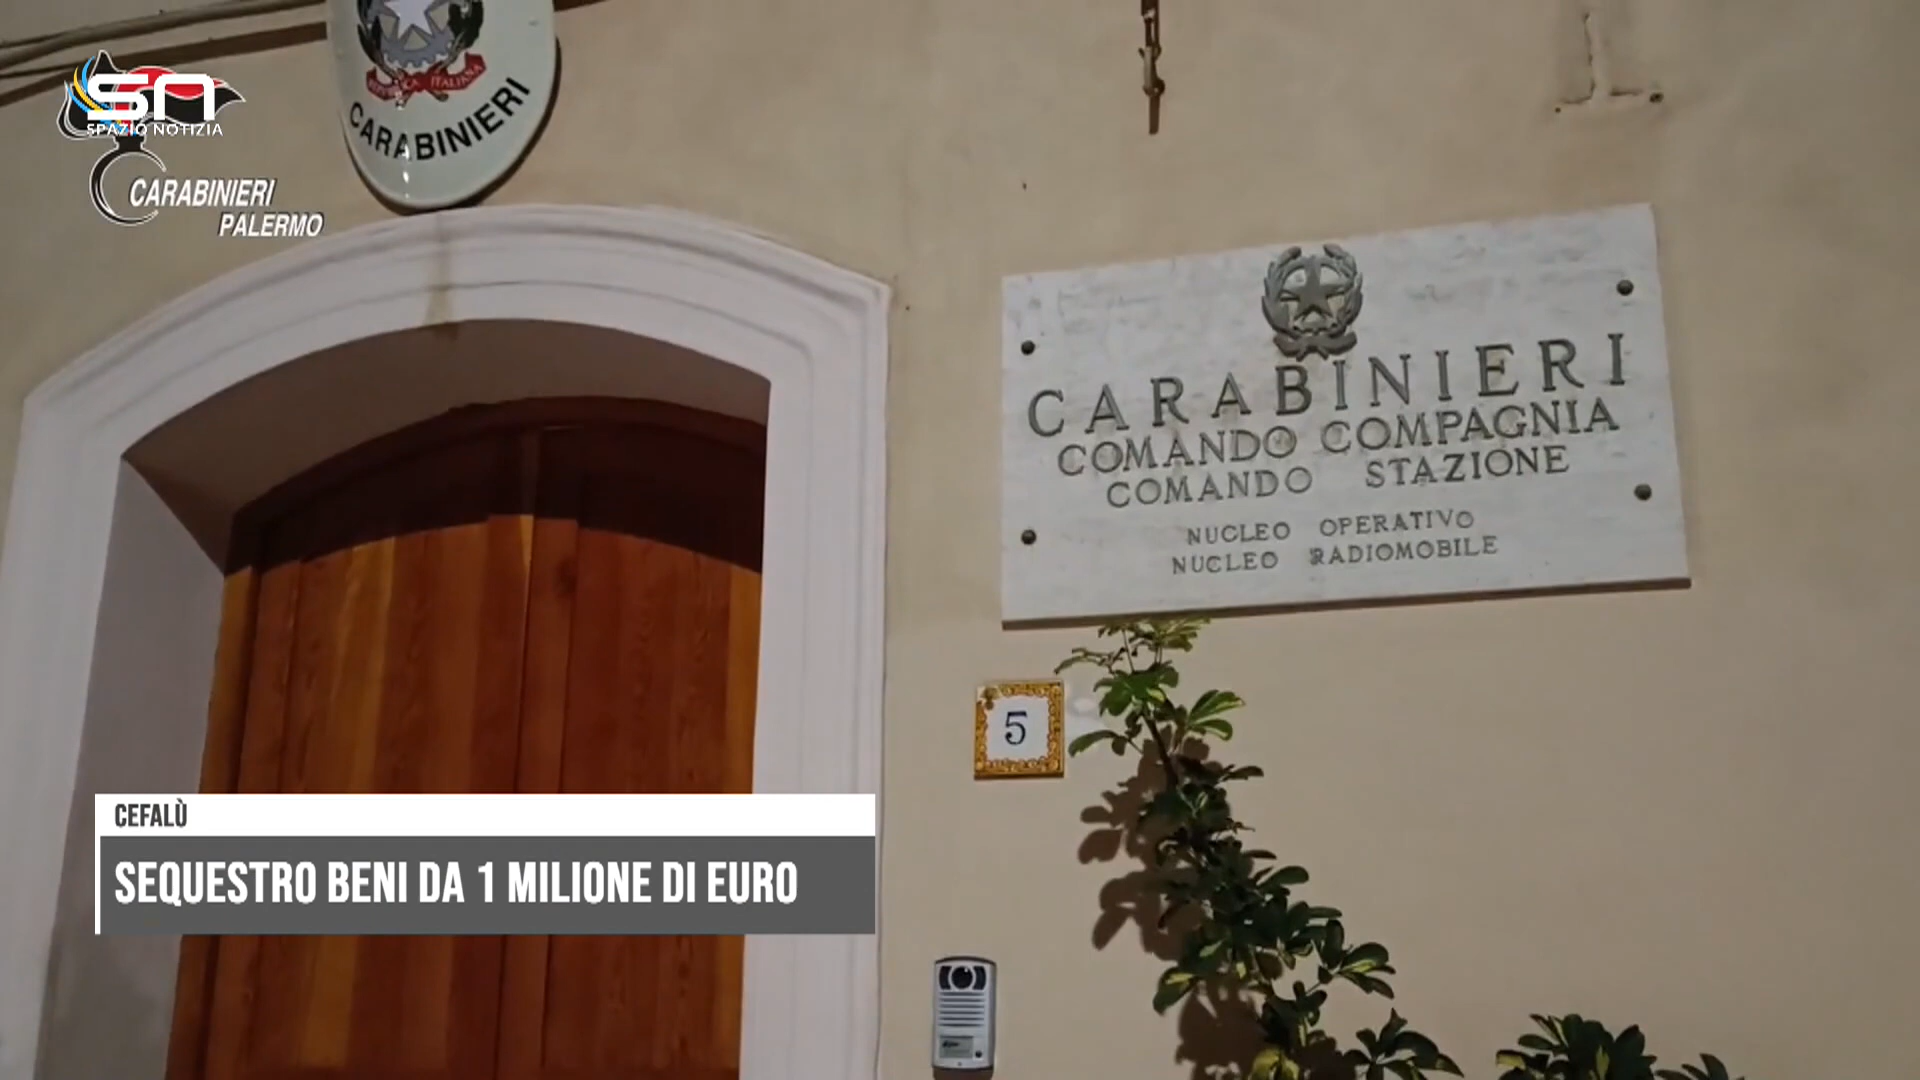 REPUBBLICA ITALIANA
CARABINIERI
SN
SPAZIO NOTIZIA
CARABINIERI
PALERMO
CARABINIERI
COMANDO COMPAGNIA
COMANDO STAZIONE
NUCLEO OPERATIVO
NUCLEO RADIOMOBILE
5
CEFALÙ
SEQUESTRO BENI DA 1 MILIONE DI EURO